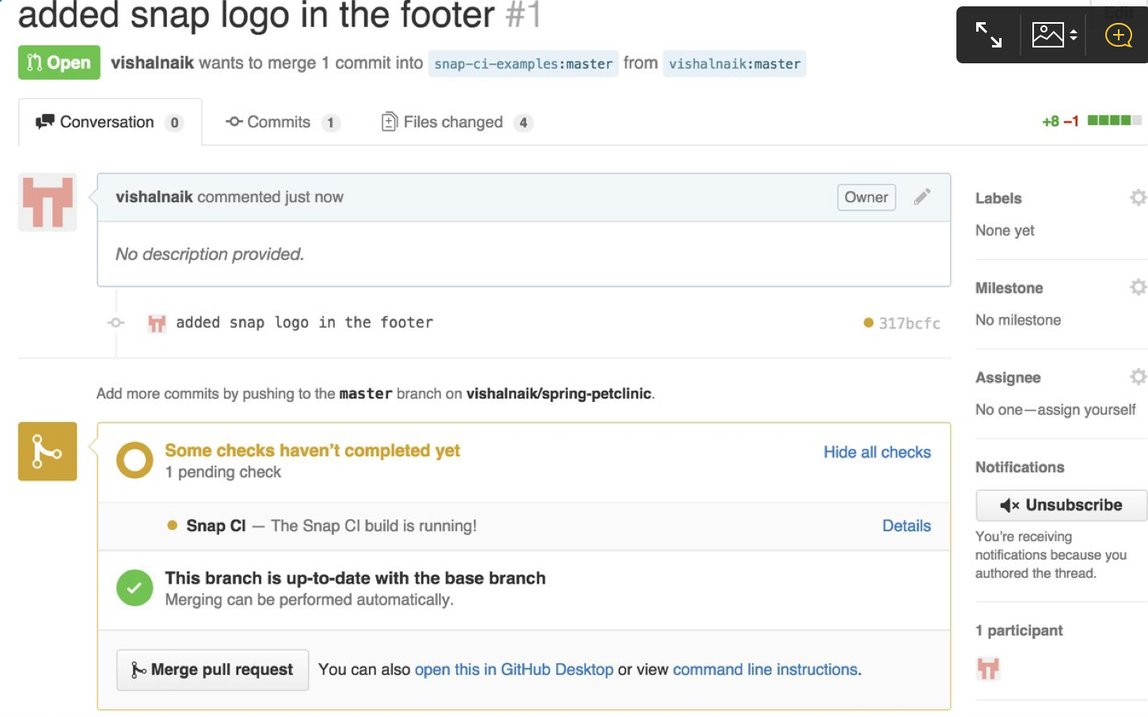 added snap logo in the footer #1
Edit
Open vishalnaik wants to merge 1 commit into snap-ci-examples:master from vishalnaik:master
Conversation 0 Commits 1 Files changed 4 +8 −1
vishalnaik commented just now Owner
No description provided.
added snap logo in the footer 317bcfc
Add more commits by pushing to the master branch on vishalnaik/spring-petclinic.
Some checks haven't completed yet Hide all checks
1 pending check
Snap CI — The Snap CI build is running! Details
This branch is up-to-date with the base branch
Merging can be performed automatically.
Merge pull request You can also open this in GitHub Desktop or view command line instructions.
Labels
None yet
Milestone
No milestone
Assignee
No one—assign yourself
Notifications
Unsubscribe
You're receiving
notifications because you
authored the thread.
1 participant